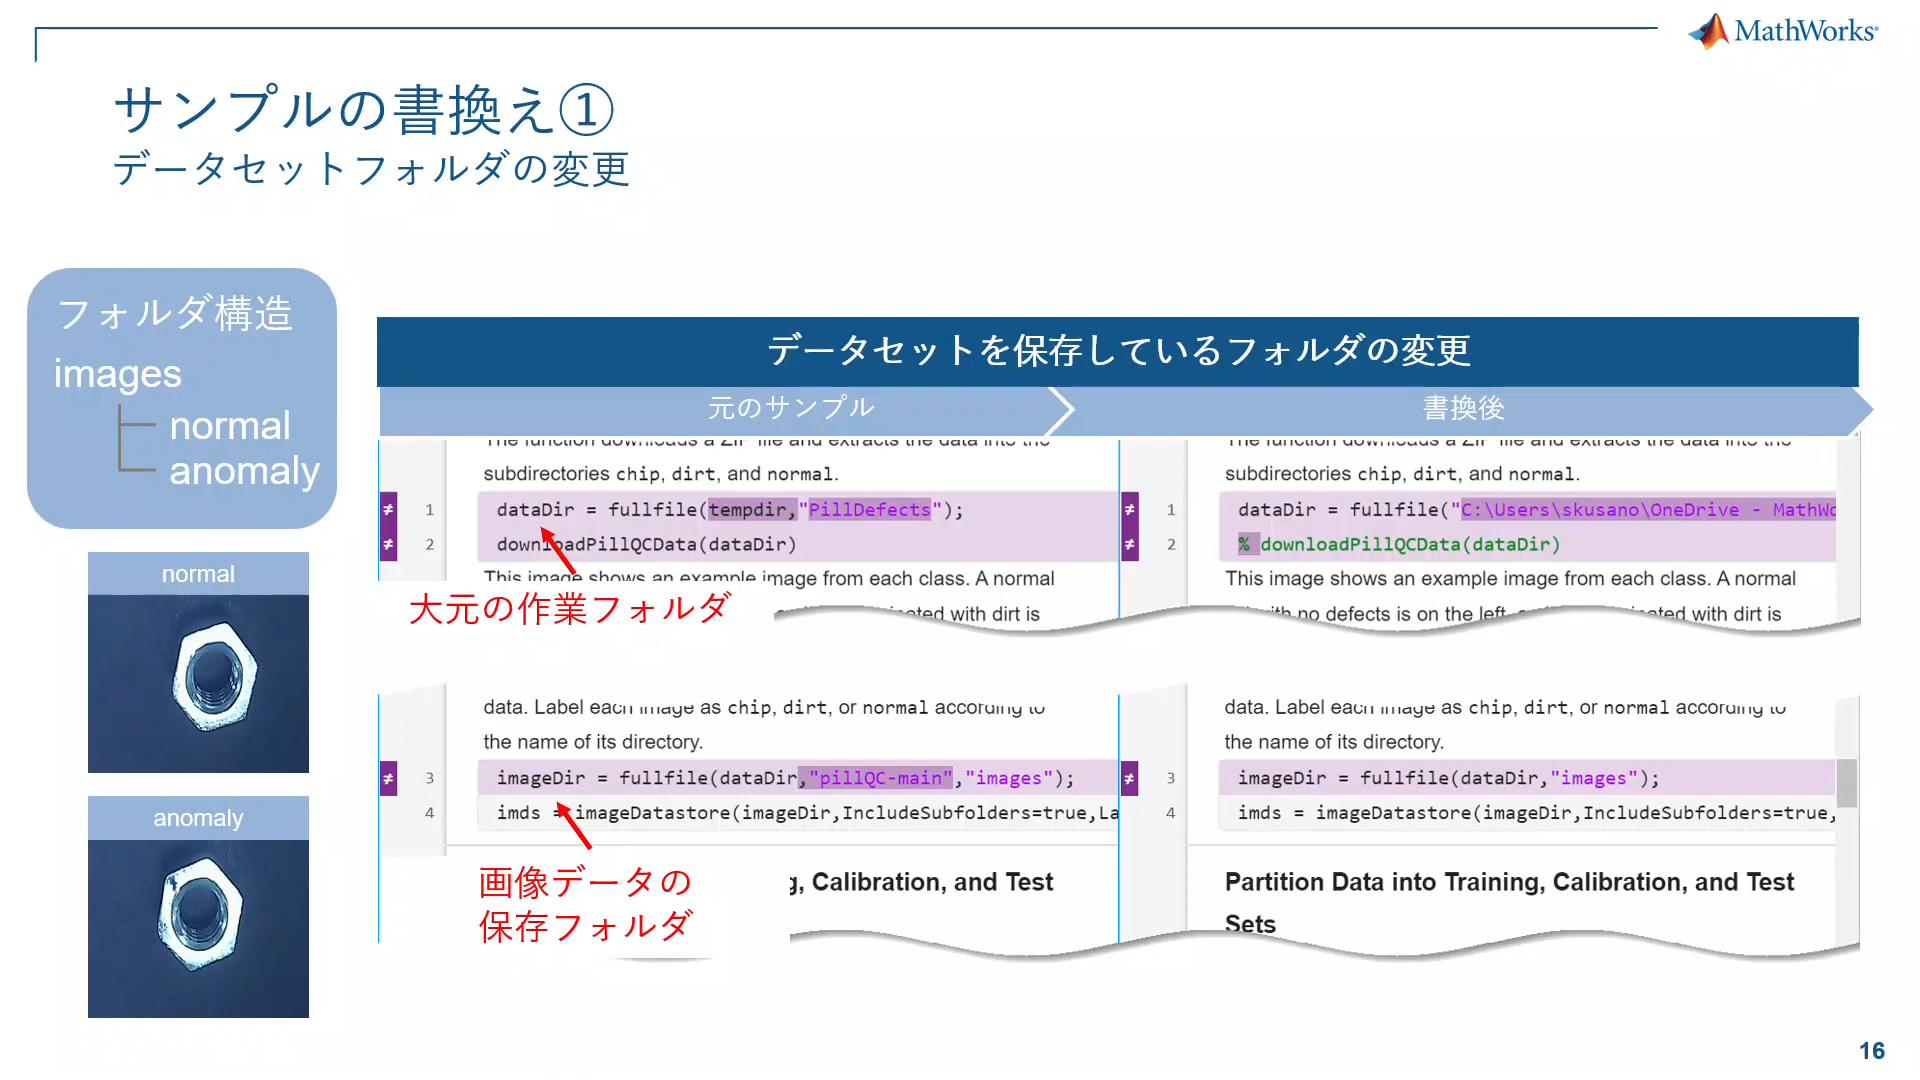 MathWorks
サンプルの書換え①
データセットフォルダの変更
フォルダ構造
images
normal
anomaly
normal
anomaly
データセットを保存しているフォルダの変更
元のサンプル
書換後
The function downloads a ZIP file and extracts the data into the
subdirectories chip, dirt, and normal.
≠ 1 dataDir = fullfile(tempdir,"PillDefects");
≠ 2 downloadPillQCData(dataDir)
This image shows an example image from each class. A normal
with dirt is
大元の作業フォルダ
data. Label each image as chip, dirt, or normal according to
the name of its directory.
≠ 3 imageDir = fullfile(dataDir,"pillQC-main","images");
4 imds = imageDatastore(imageDir,IncludeSubfolders=true,La
g, Calibration, and Test
画像データの
保存フォルダ
The function downloads a ZIP file and extracts the data into the
subdirectories chip, dirt, and normal.
≠ 1 dataDir = fullfile("C:\Users\skusano\OneDrive - MathWo
≠ 2 % downloadPillQCData(dataDir)
This image shows an example image from each class. A normal
with no defects is on the left, with dirt is
data. Label each image as chip, dirt, or normal according to
the name of its directory.
≠ 3 imageDir = fullfile(dataDir,"images");
4 imds = imageDatastore(imageDir,IncludeSubfolders=true,
Partition Data into Training, Calibration, and Test
Sets
16